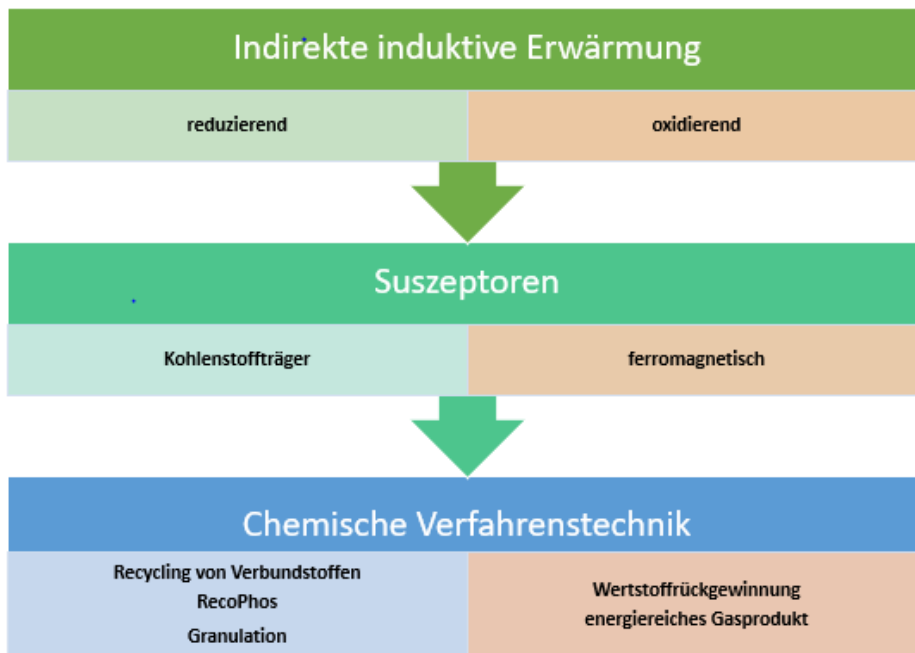 Indirekte induktive Erwärmung
reduzierend
oxidierend
Suszeptoren
Kohlenstoffträger
ferromagnetisch
Chemische Verfahrenstechnik
Recycling von Verbundstoffen
RecoPhos
Granulation
Wertstoffrückgewinnung
energiereiches Gasprodukt